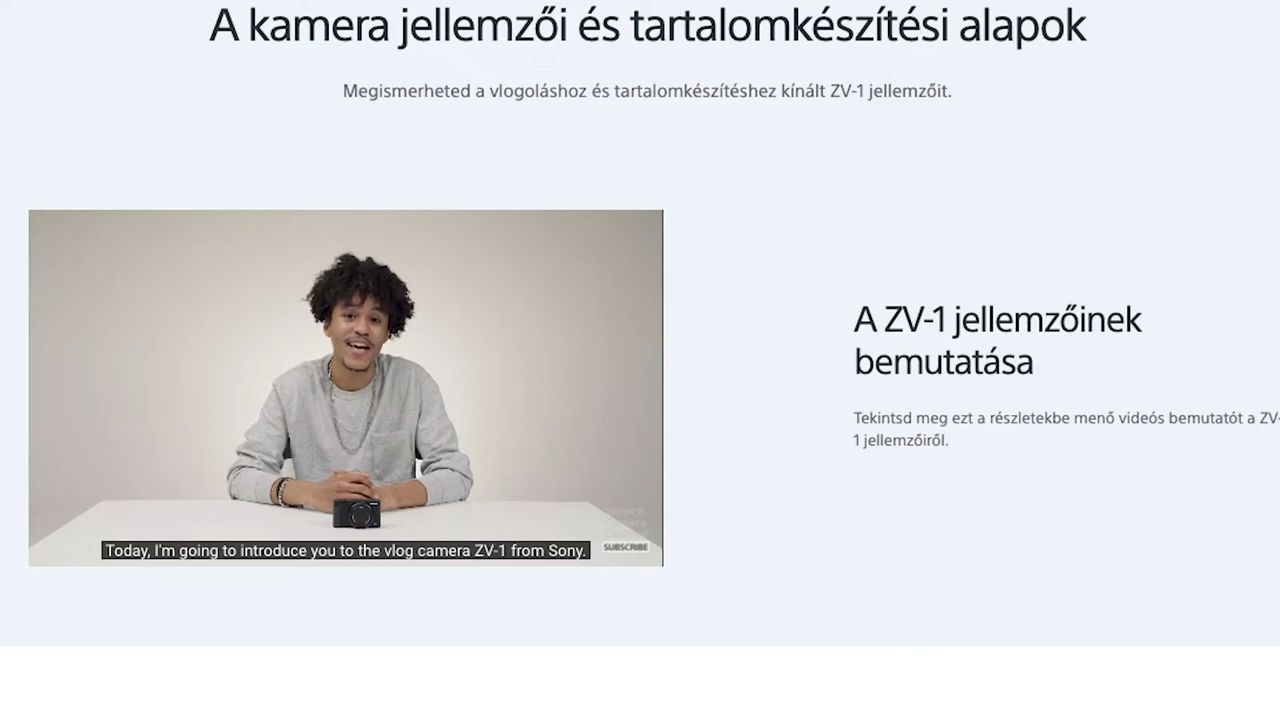 A kamera jellemzői és tartalomkészítési alapok
Megismerheted a vlogoláshoz és tartalomkészítéshez kínált ZV-1 jellemzőit.
A ZV-1 jellemzőinek
bemutatása
Tekintsd meg ezt a részletekbe menő videós bemutatót a ZV-
1 jellemzőiről.
Today, I'm going to introduce you to the vlog camera ZV-1 from Sony.
SUBSCRIBE